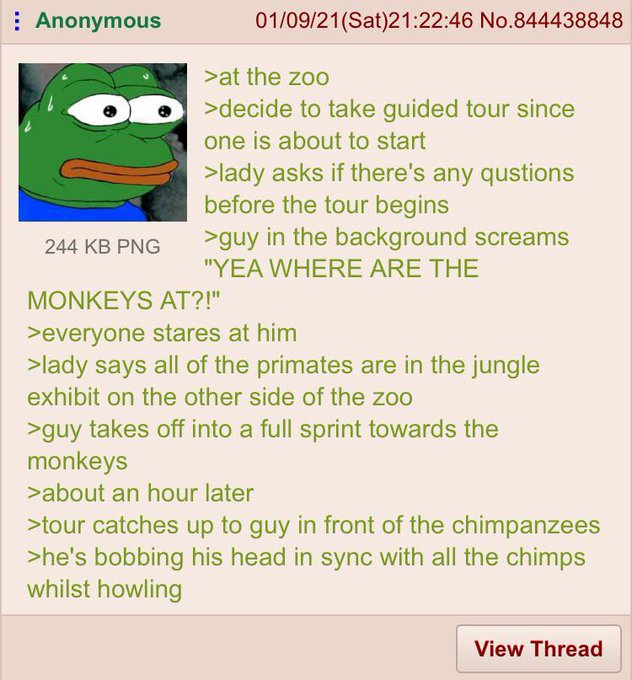 Anonymous 01/09/21(Sat)21:22:46 No.844438848
>at the zoo
>decide to take guided tour since
one is about to start
>lady asks if there's any qustions
before the tour begins
244 KB PNG
>guy in the background screams
"YEA WHERE ARE THE
MONKEYS AT?!"
>everyone stares at him
>lady says all of the primates are in the jungle
exhibit on the other side of the zoo
>guy takes off into a full sprint towards the
monkeys
>about an hour later
>tour catches up to guy in front of the chimpanzees
>he's bobbing his head in sync with all the chimps
whilst howling
View Thread